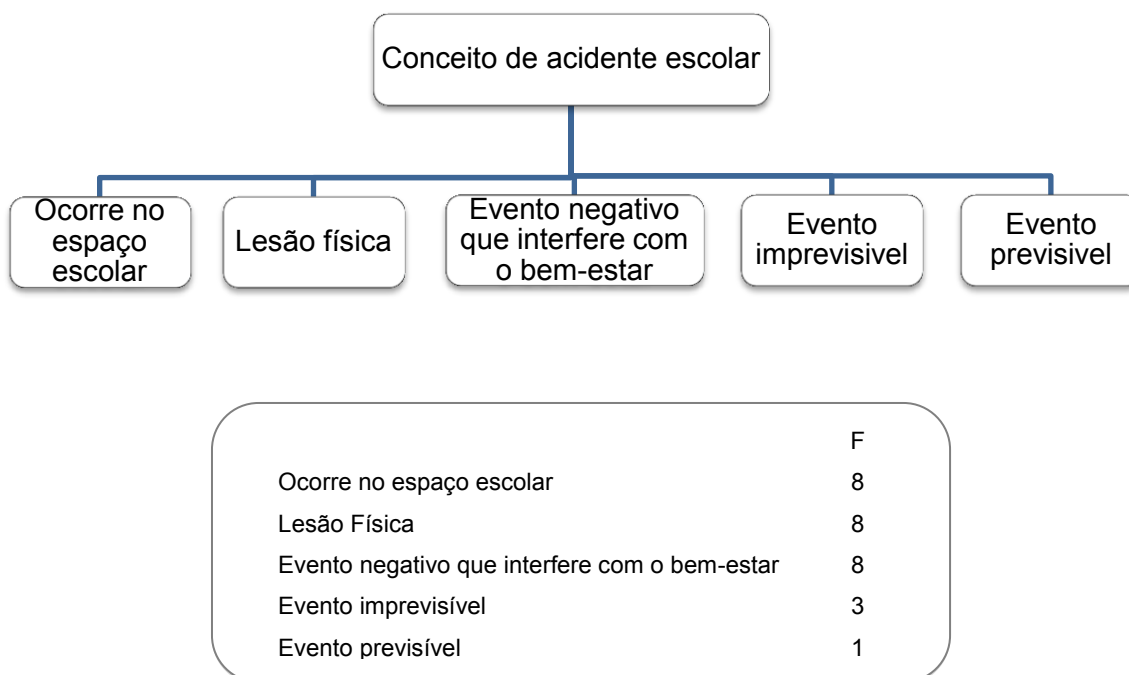 Conceito de acidente escolar
Ocorre no
espaço
escolar
Lesão física
Evento negativo
que interfere com
o bem-estar
Evento
imprevisivel
Evento
previsivel
F
Ocorre no espaço escolar 8
Lesão Física 8
Evento negativo que interfere com o bem-estar 8
Evento imprevisível 3
Evento previsível 1